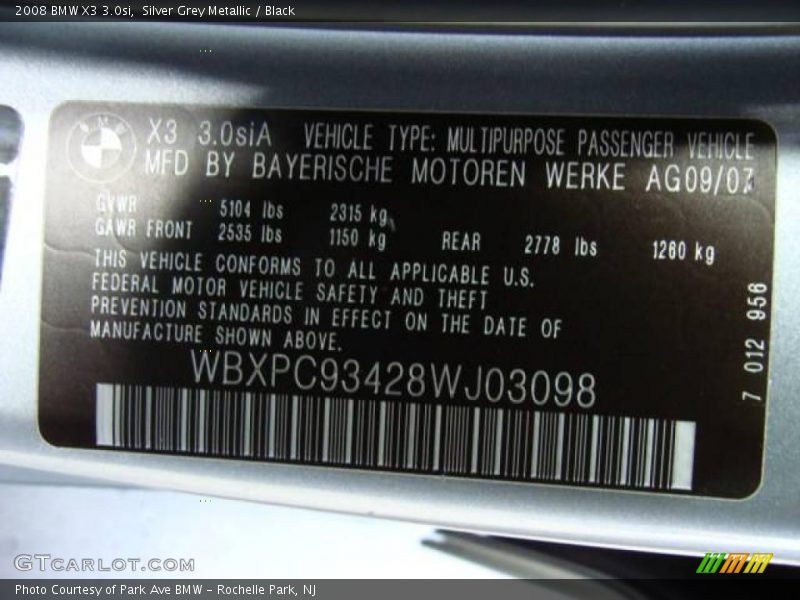 2008 BMW X3 3.0si, Silver Grey Metallic / Black
BMW
X3 3.0siA VEHICLE TYPE: MULTIPURPOSE PASSENGER VEHICLE
MFD BY BAYERISCHE MOTOREN WERKE AG09/07
GVWR 5104 lbs 2315 kg
GAWR FRONT 2535 lbs 1150 kg REAR 2778 lbs 1260 kg
THIS VEHICLE CONFORMS TO ALL APPLICABLE U.S.
FEDERAL MOTOR VEHICLE SAFETY AND THEFT
PREVENTION STANDARDS IN EFFECT ON THE DATE OF
MANUFACTURE SHOWN ABOVE.
WBXPC93428WJ03098
7 012 956
GTcarlot.com
Photo Courtesy of Park Ave BMW - Rochelle Park, NJ